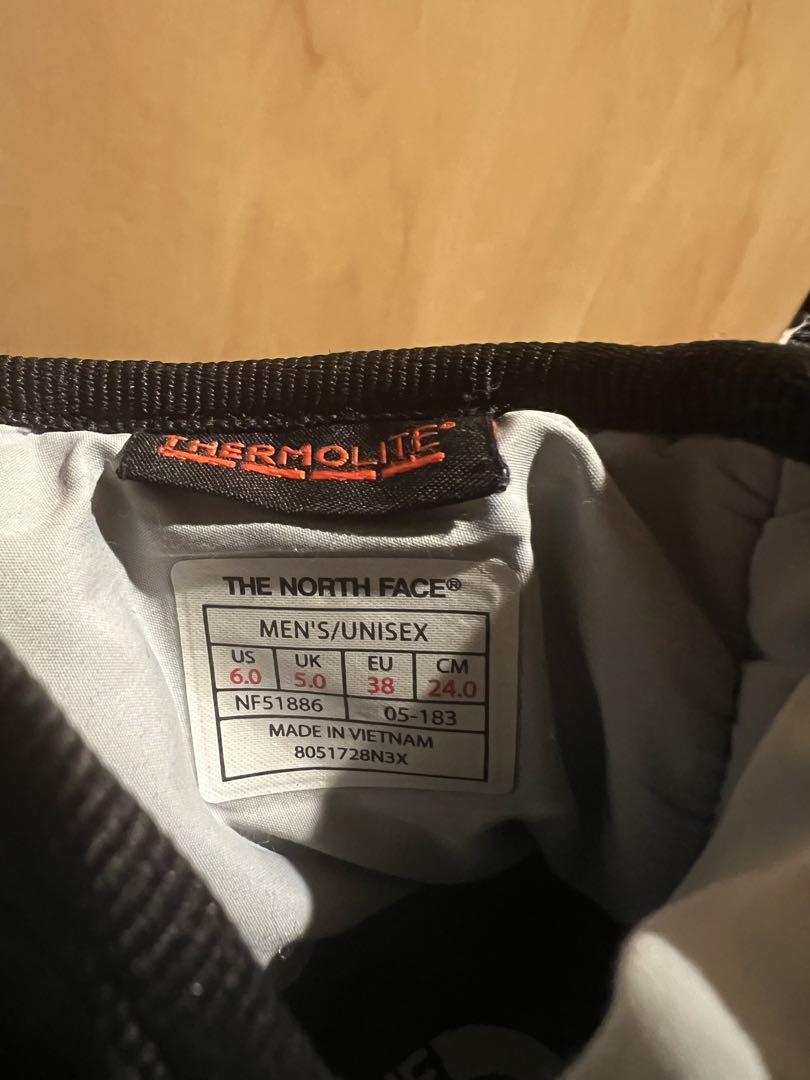 THERMOLITE®
THE NORTH FACE®
MEN'S/UNISEX
US UK EU CM
6.0 5.0 38 24.0
NF51886 05-183
MADE IN VIETNAM
8051728N3X